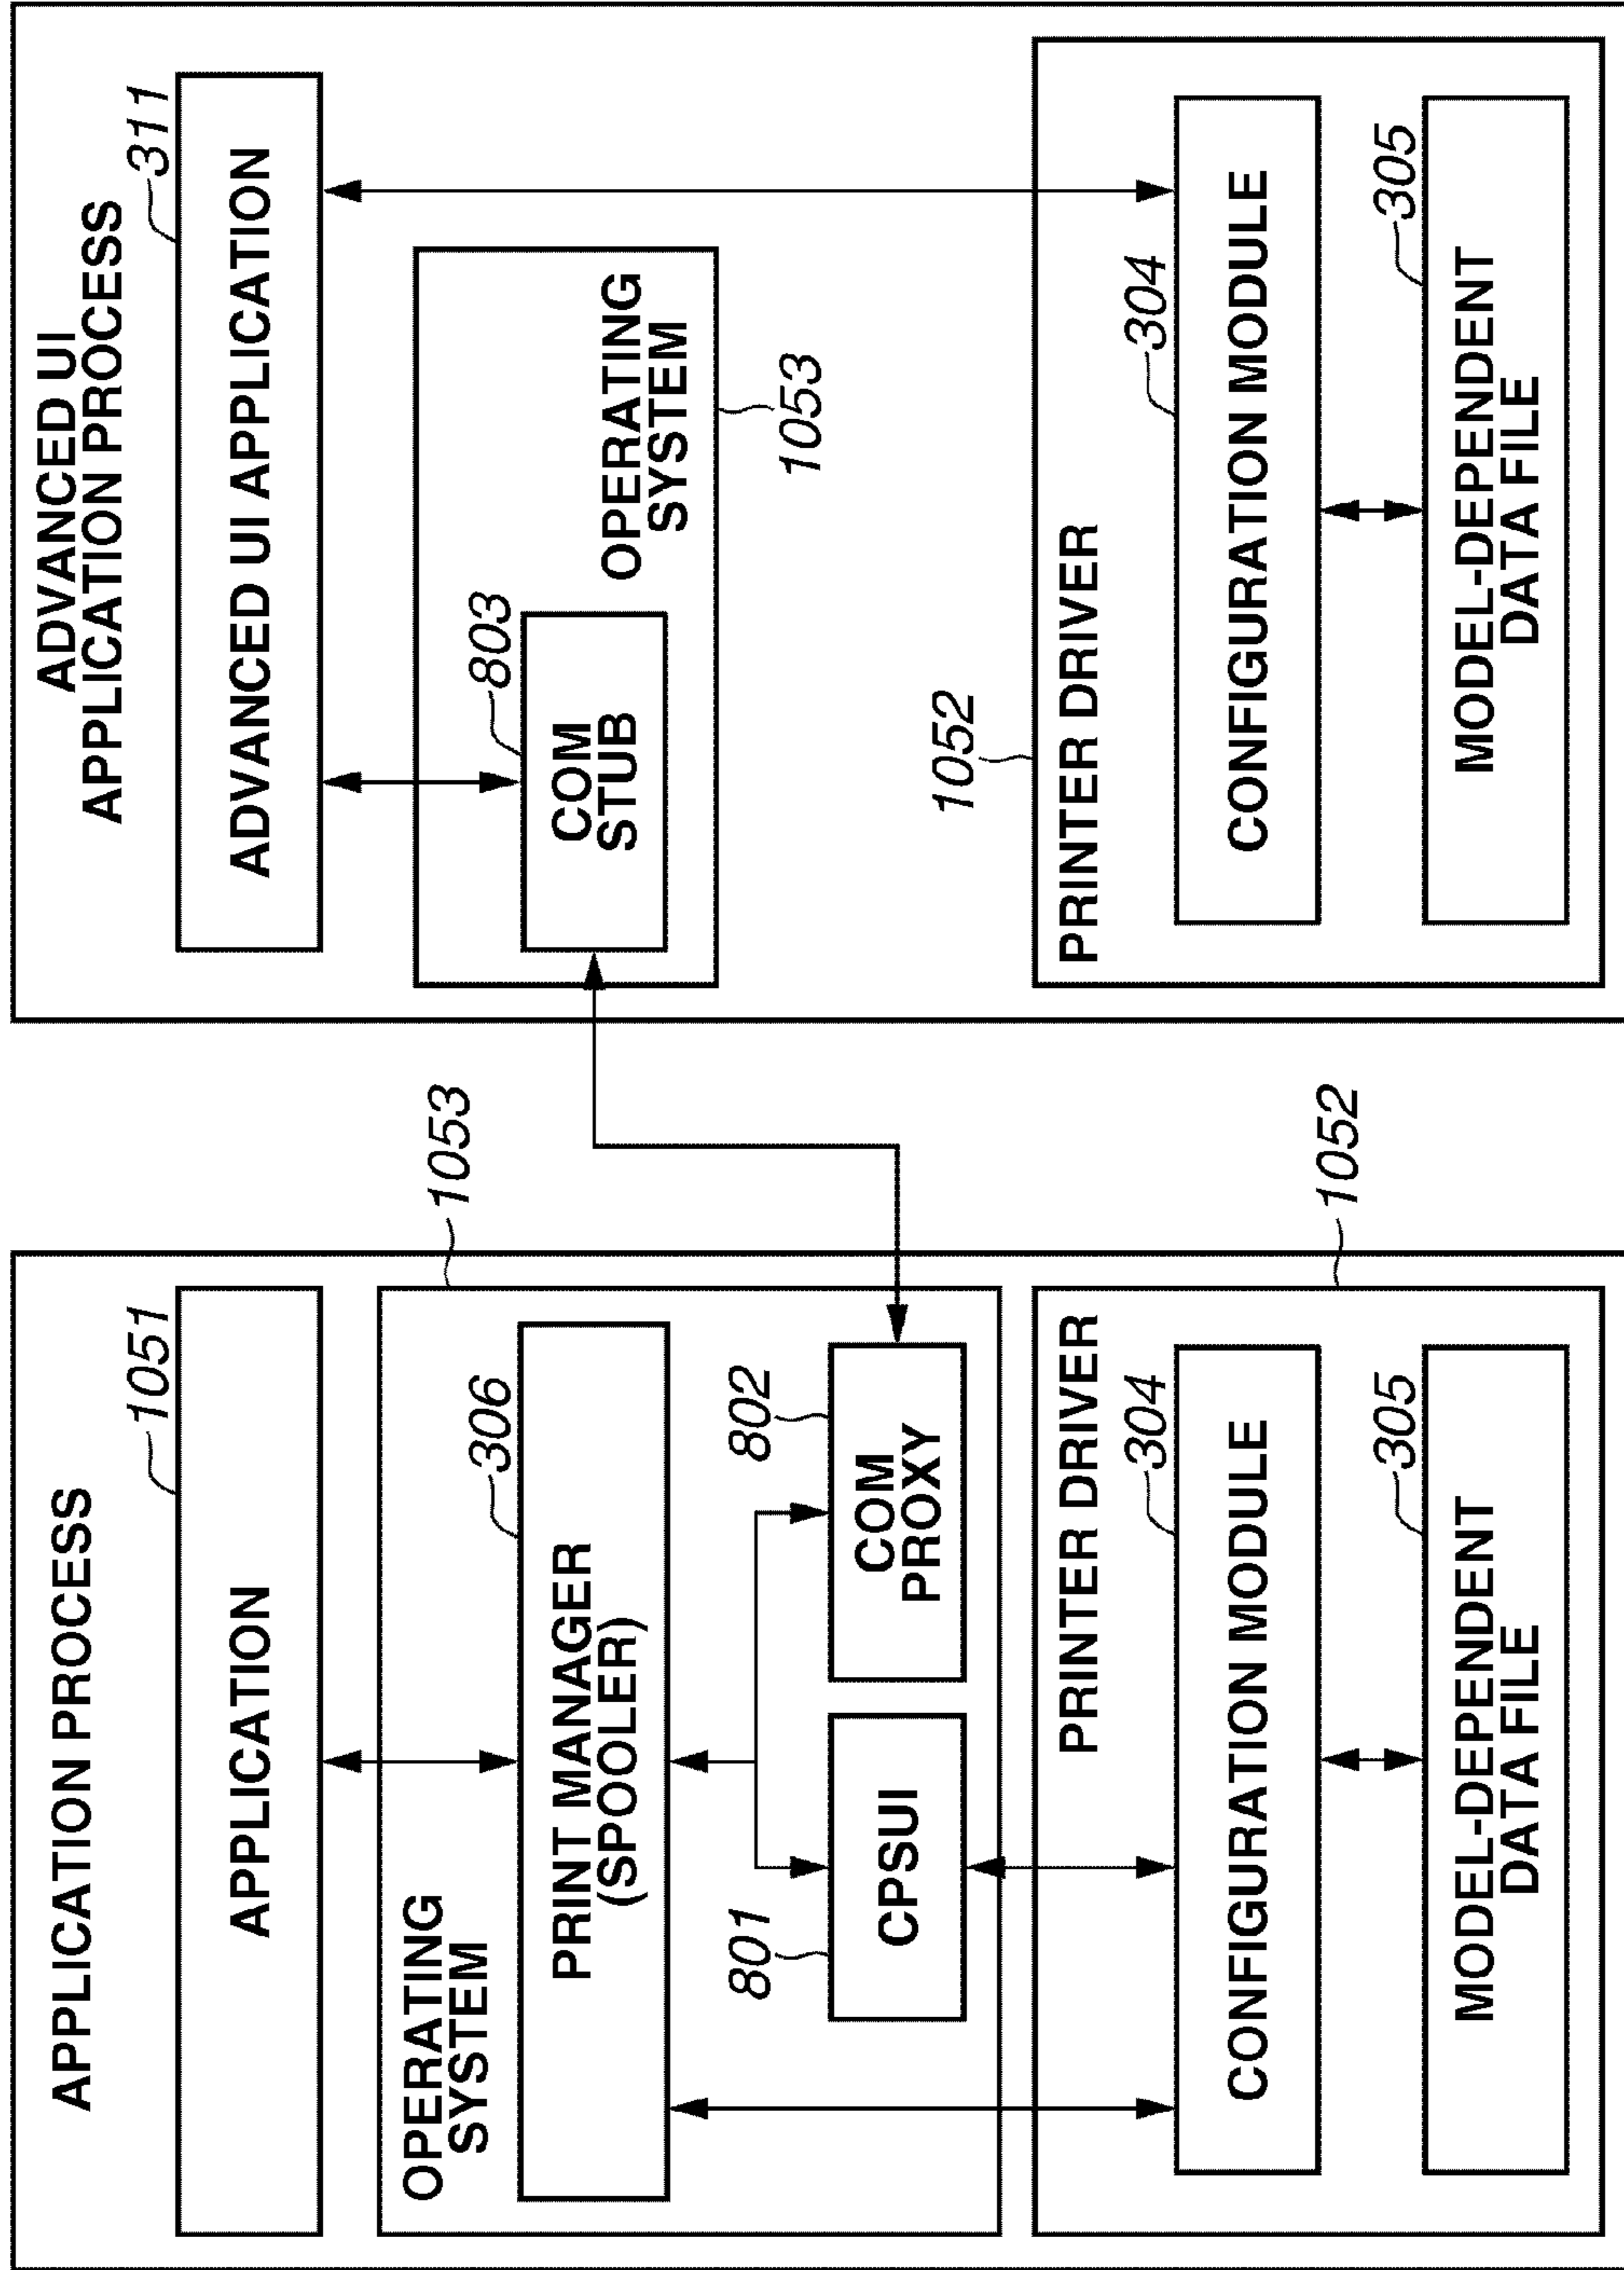 APPLICATION PROCESS
1051
APPLICATION
1053
OPERATING
SYSTEM
306
PRINT MANAGER
(SPOOLER)
801
CPSUI
802
COM
PROXY
1052
PRINTER DRIVER
304
CONFIGURATION MODULE
305
MODEL-DEPENDENT
DATA FILE
ADVANCED UI
APPLICATION PROCESS
311
ADVANCED UI APPLICATION
803
COM
STUB
OPERATING
SYSTEM
1053
1052
PRINTER DRIVER
304
CONFIGURATION MODULE
305
MODEL-DEPENDENT
DATA FILE